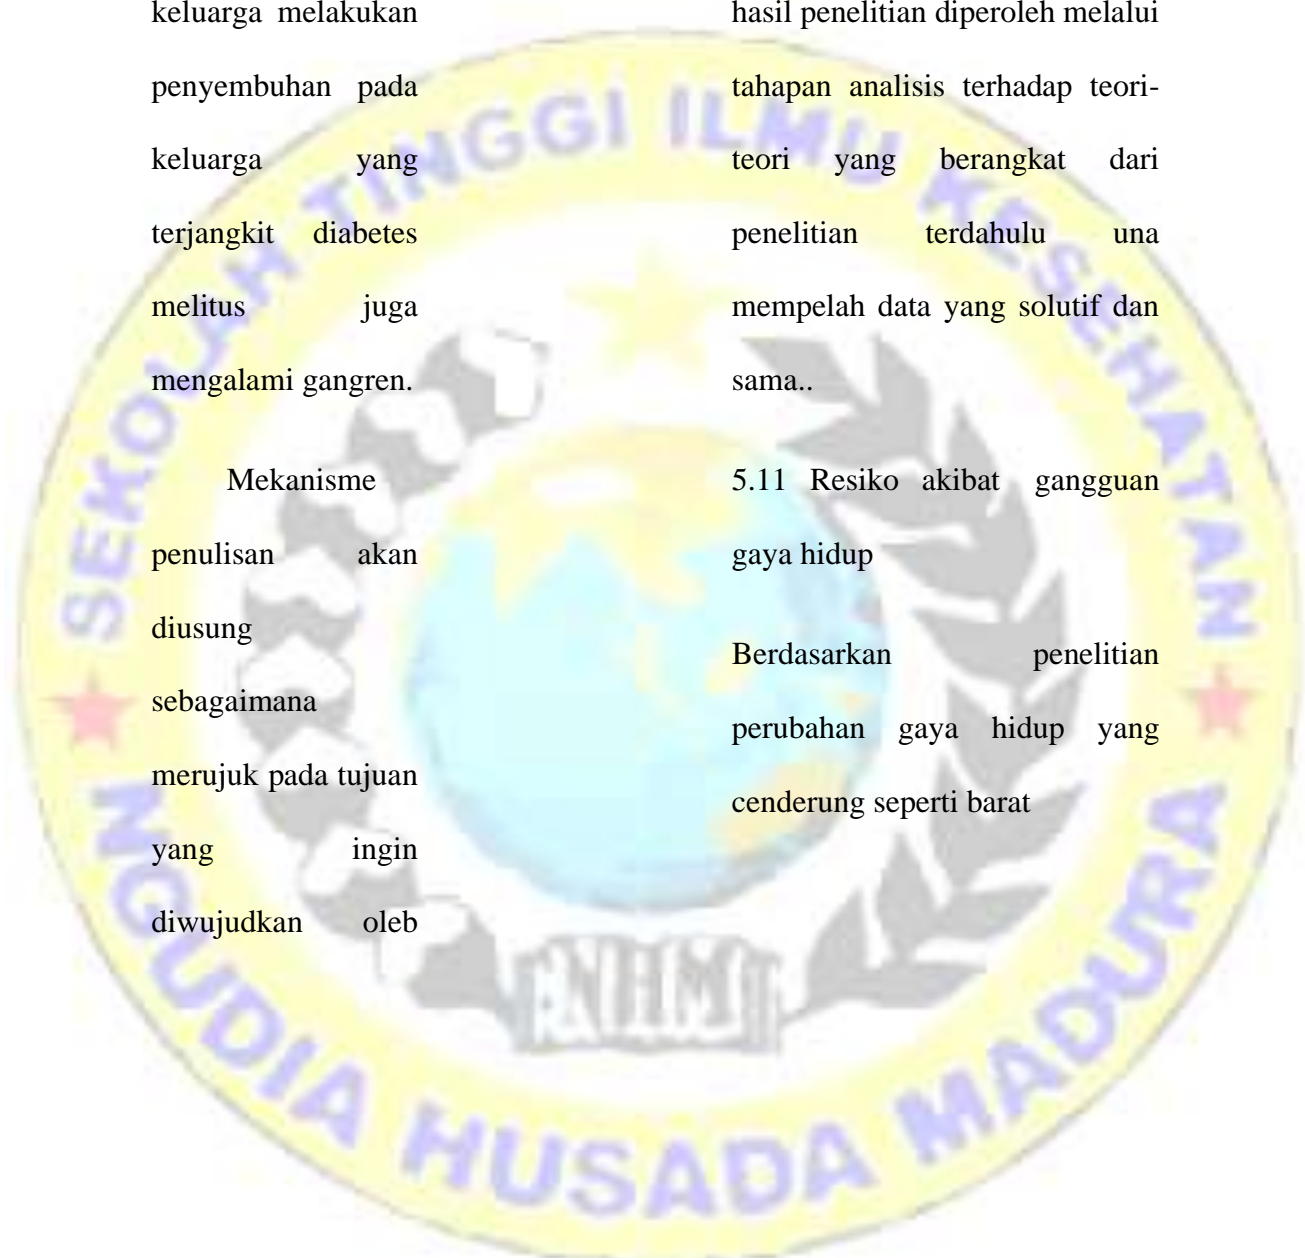 keluarga melakukan
penyembuhan pada
keluarga yang
terjangkit diabetes
melitus juga
mengalami gangren.
Mekanisme
penulisan akan
diusung
sebagaimana
merujuk pada tujuan
yang ingin
diwujudkan oleb
hasil penelitian diperoleh melalui
tahapan analisis terhadap teori-
teori yang berangkat dari
penelitian terdahulu una
mempelah data yang solutif dan
sama..
5.11 Resiko akibat gangguan
gaya hidup
Berdasarkan penelitian
perubahan gaya hidup yang
cenderung seperti barat
SEKOLAH TINGGI ILMU KESEHATAN
NGUDIA HUSADA MADURA
NHM